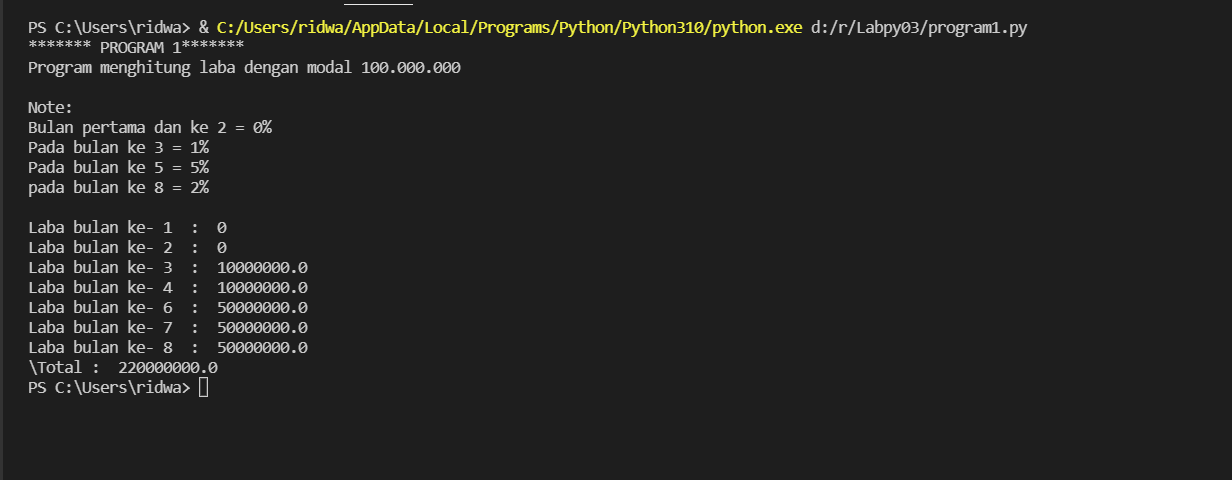 PS C:\Users\ridwa> & C:/Users/ridwa/AppData/Local/Programs/Python/Python310/python.exe d:/r/Labpy03/program1.py
******* PROGRAM 1*******
Program menghitung laba dengan modal 100.000.000
Note:
Bulan pertama dan ke 2 = 0%
Pada bulan ke 3 = 1%
Pada bulan ke 5 = 5%
pada bulan ke 8 = 2%
Laba bulan ke- 1  :  0
Laba bulan ke- 2  :  0
Laba bulan ke- 3  :  10000000.0
Laba bulan ke- 4  :  10000000.0
Laba bulan ke- 6  :  50000000.0
Laba bulan ke- 7  :  50000000.0
Laba bulan ke- 8  :  50000000.0
\Total :  220000000.0
PS C:\Users\ridwa>